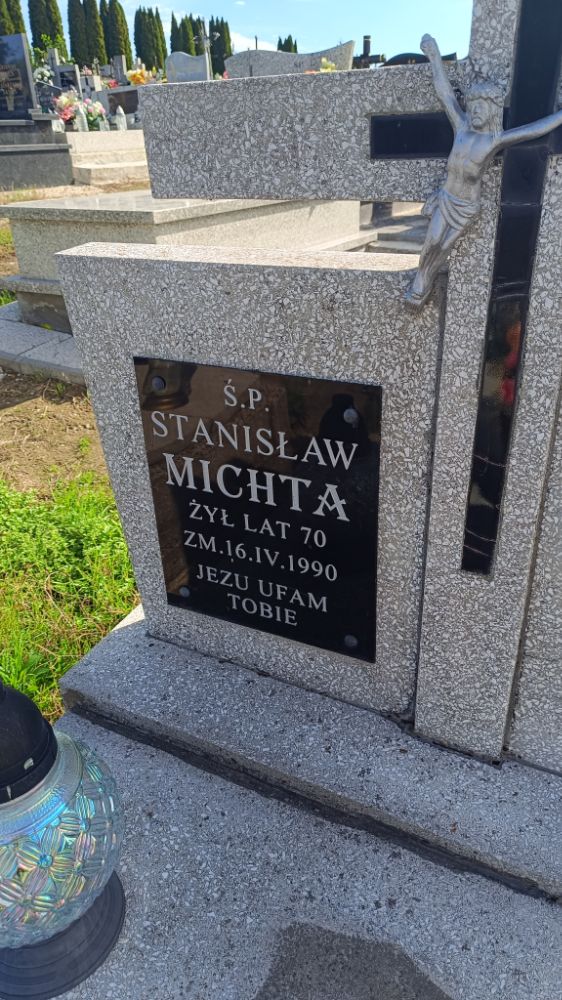 Ś.P.
STANISŁAW
MICHTA
ŻYŁ LAT 70
ZM.16.IV.1990
JEZU UFAM
TOBIE